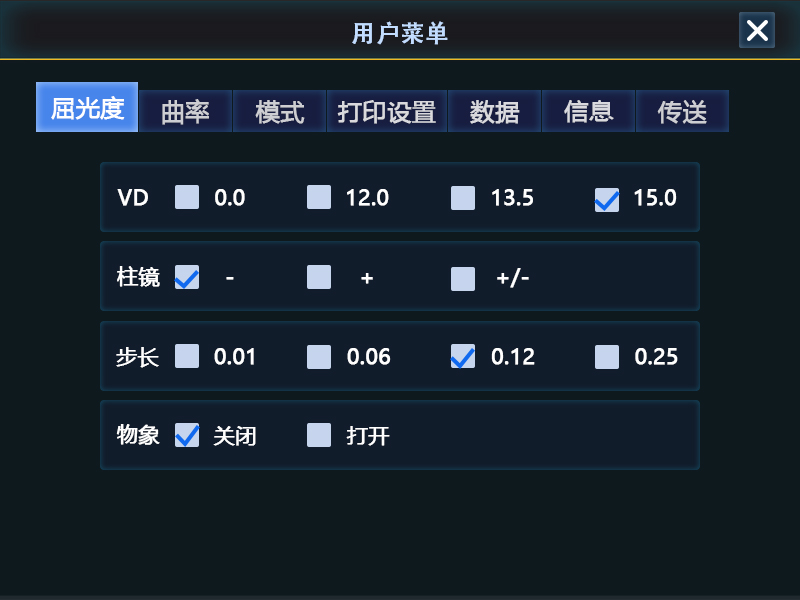 用户菜单
屈光度 曲率 模式 打印设置 数据 信息 传送
VD 0.0 12.0 13.5 15.0
柱镜 - + +/-
步长 0.01 0.06 0.12 0.25
物象 关闭 打开